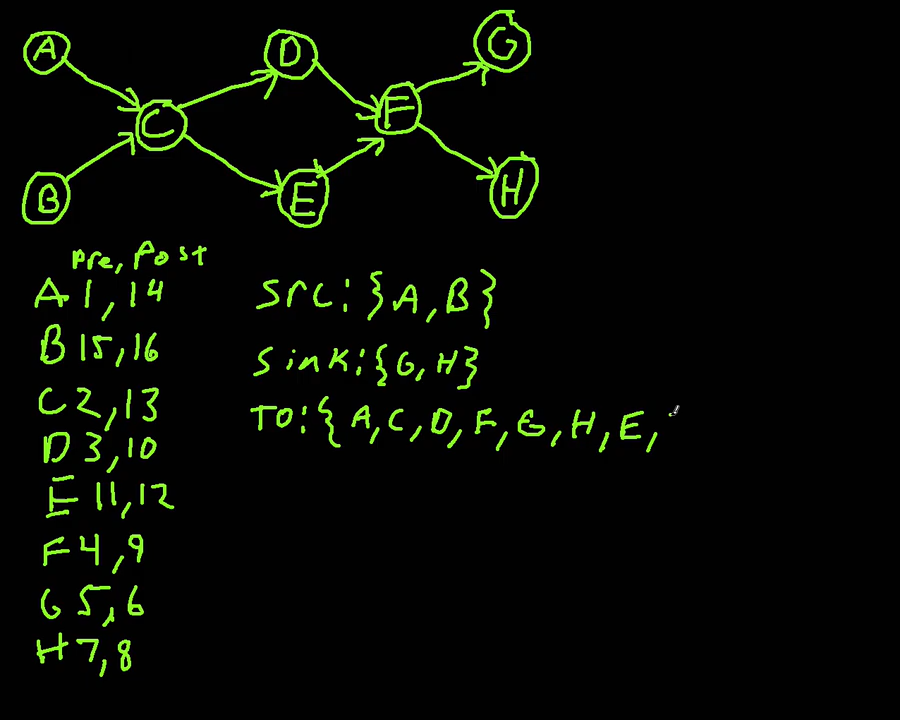 A
D
G
C
F
B
E
H
Pre, Post
A 1, 14
B 15, 16
C 2, 13
D 3, 10
E 11, 12
F 4, 9
G 5, 6
H 7, 8
Src: {A, B}
Sink: {G, H}
TO: { A, C, D, F, G, H, E,